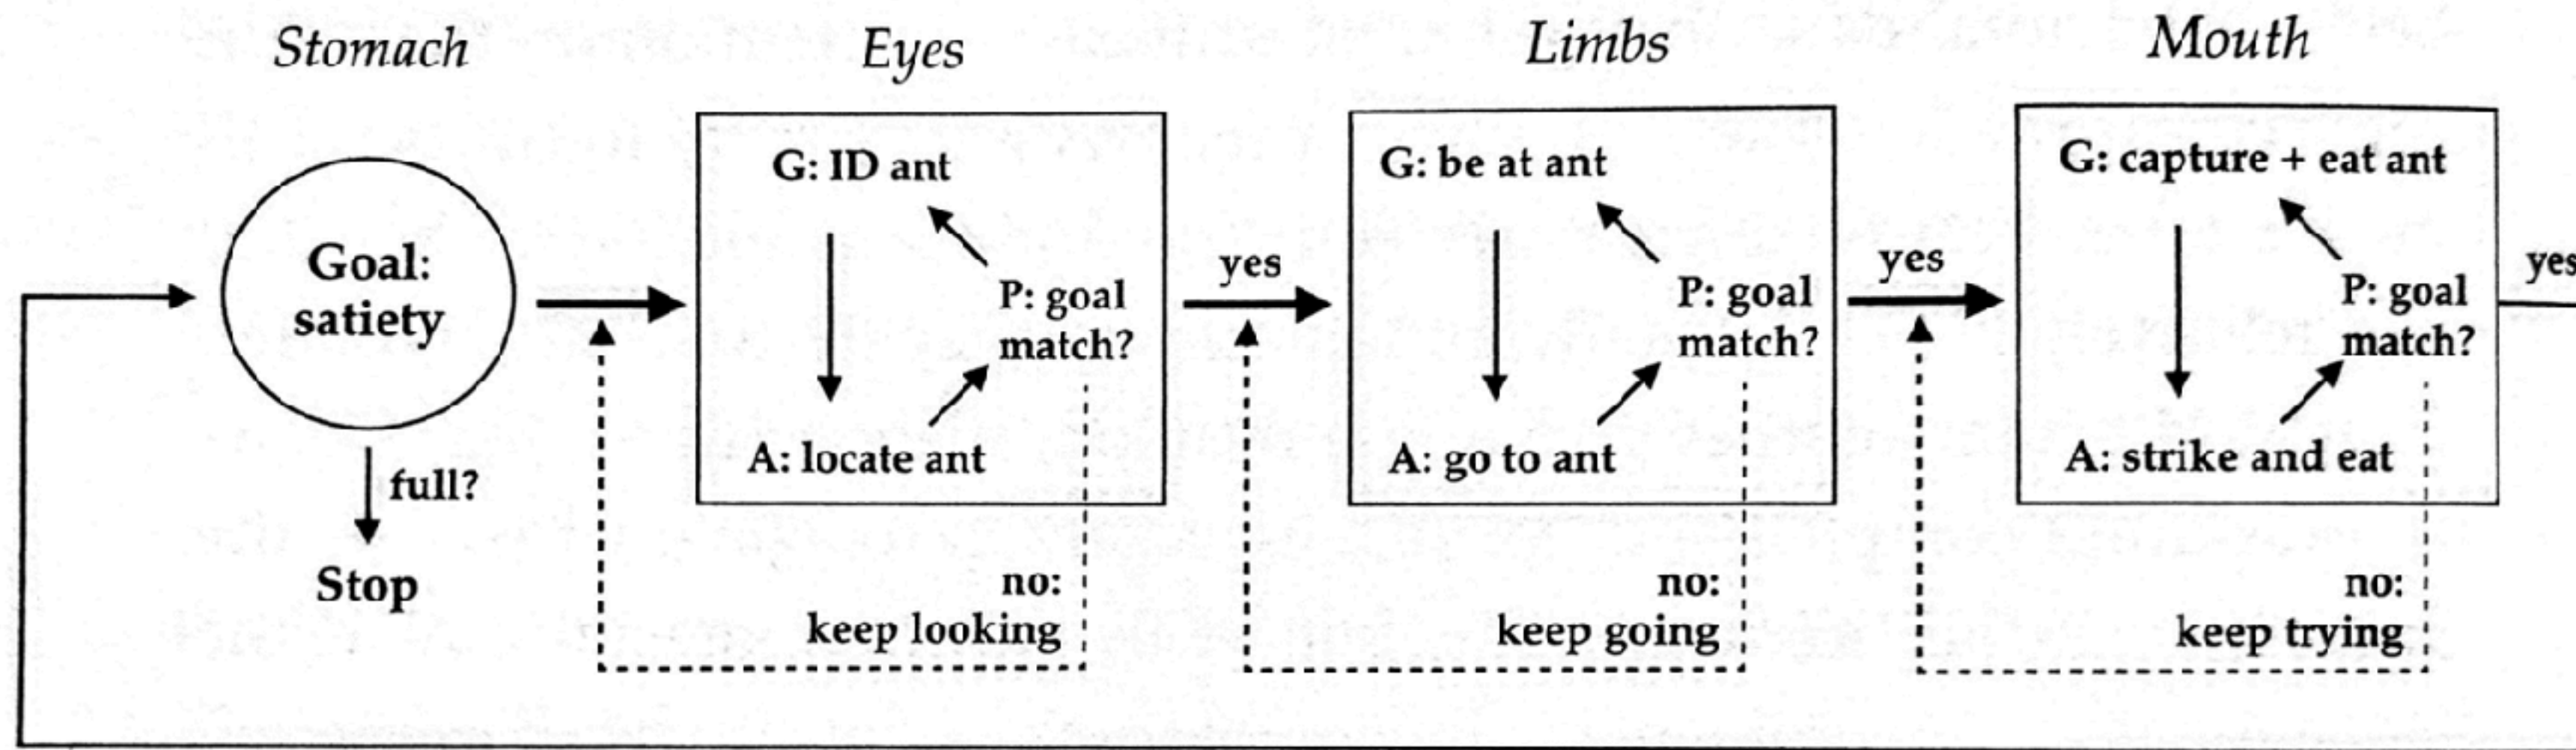 Stomach
Eyes
Limbs
Mouth
Goal:
satiety
full?
Stop
G: ID ant
P: goal
match?
A: locate ant
no:
keep looking
yes
G: be at ant
P: goal
match?
A: go to ant
no:
keep going
yes
G: capture + eat ant
P: goal
match?
A: strike and eat
no:
keep trying
yes